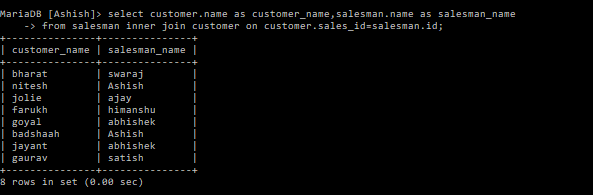 MariaDB [Ashish]> select customer.name as customer_name,salesman.name as salesman_name
    -> from salesman inner join customer on customer.sales_id=salesman.id;
+---------------+---------------+
| customer_name | salesman_name |
+---------------+---------------+
| bharat        | swaraj        |
| nitesh        | Ashish        |
| jolie         | ajay          |
| farukh        | himanshu      |
| goyal         | abhishek      |
| badshaah      | Ashish        |
| jayant        | abhishek      |
| gaurav        | satish        |
+---------------+---------------+
8 rows in set (0.00 sec)